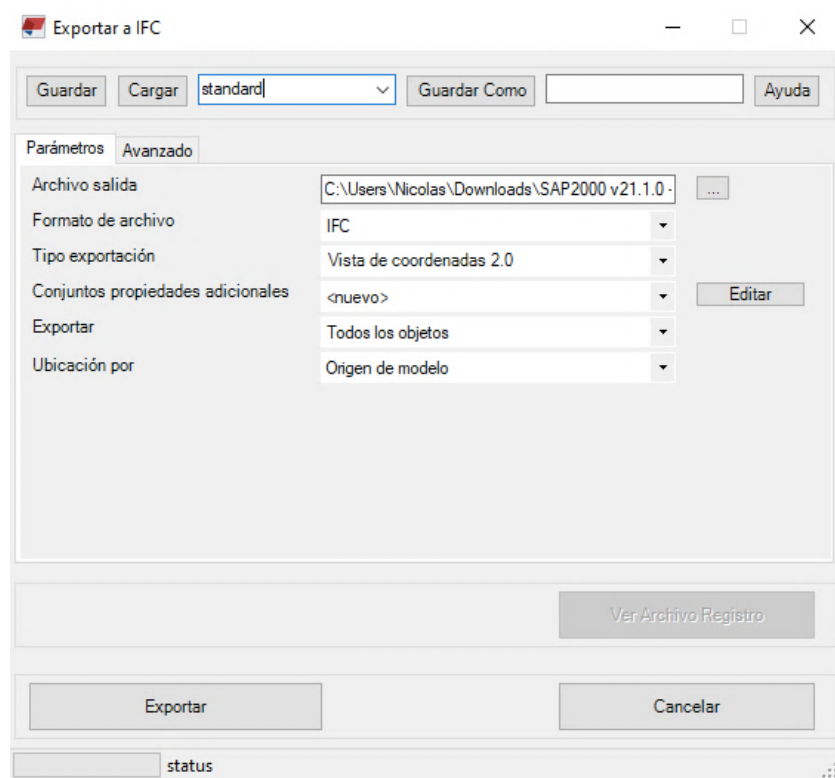 Exportar a IFC
Guardar Cargar standard Guardar Como Ayuda
Parámetros Avanzado
Archivo salida C:\Users\Nicolas\Downloads\SAP2000 v21.1.0 - ...
Formato de archivo IFC
Tipo exportación Vista de coordenadas 2.0
Conjuntos propiedades adicionales <nuevo> Editar
Exportar Todos los objetos
Ubicación por Origen de modelo
Ver Archivo Registro
Exportar Cancelar
status